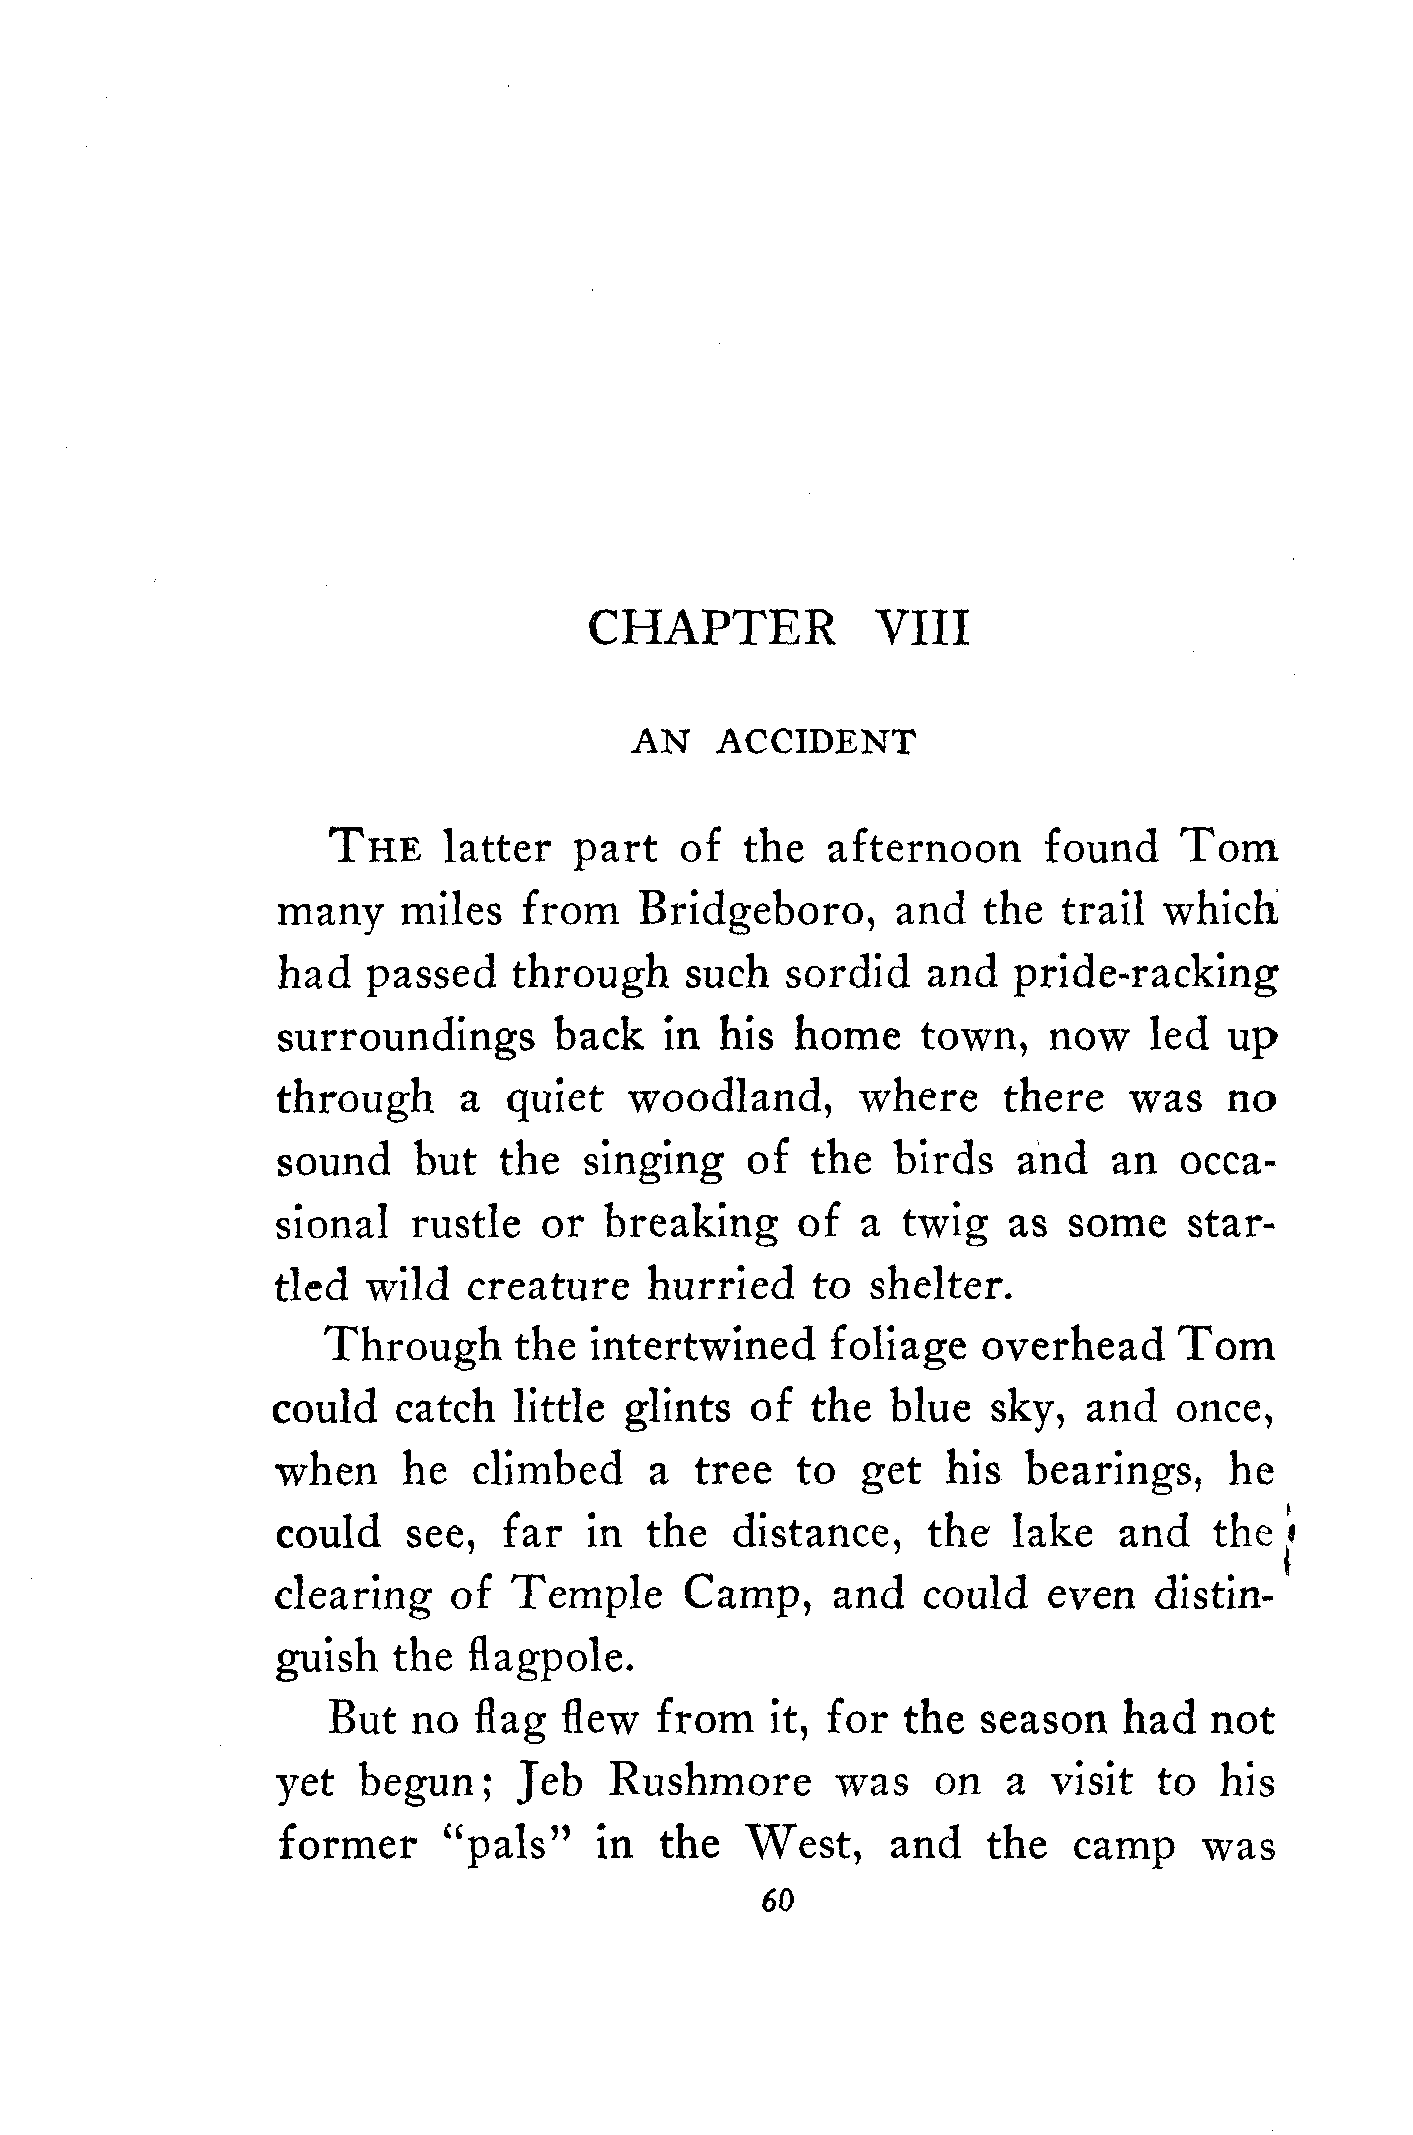 CHAPTER VIII
AN ACCIDENT
THE latter part of the afternoon found Tom
many miles from Bridgeboro, and the trail which
had passed through such sordid and pride-racking
surroundings back in his home town, now led up
through a quiet woodland, where there was no
sound but the singing of the birds and an occa-
sional rustle or breaking of a twig as some star-
tled wild creature hurried to shelter.
Through the intertwined foliage overhead Tom
could catch little glints of the blue sky, and once,
when he climbed a tree to get his bearings, he
could see, far in the distance, the lake and the
clearing of Temple Camp, and could even distin-
guish the flagpole.
But no flag flew from it, for the season had not
yet begun; Jeb Rushmore was on a visit to his
former "pals" in the West, and the camp was
60